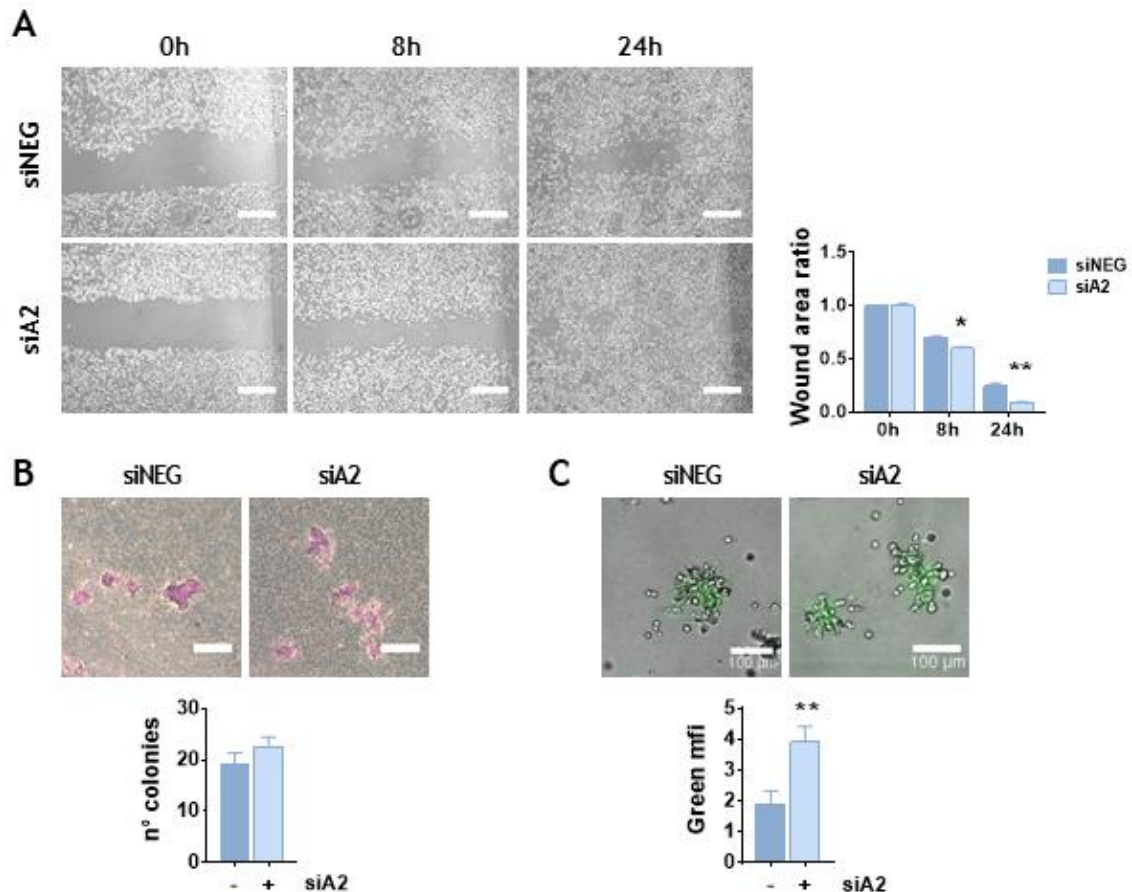 A
0h 8h 24h
siNEG
siA2
Wound area ratio
1.5
1.0
0.5
0.0
0h 8h 24h
*
**
siNEG
siA2
B
siNEG siA2
n° colonies
30
20
10
0
- + siA2
C
siNEG siA2
100 µm 100 µm
Green mfi
5
4
3
2
1
0
**
- + siA2